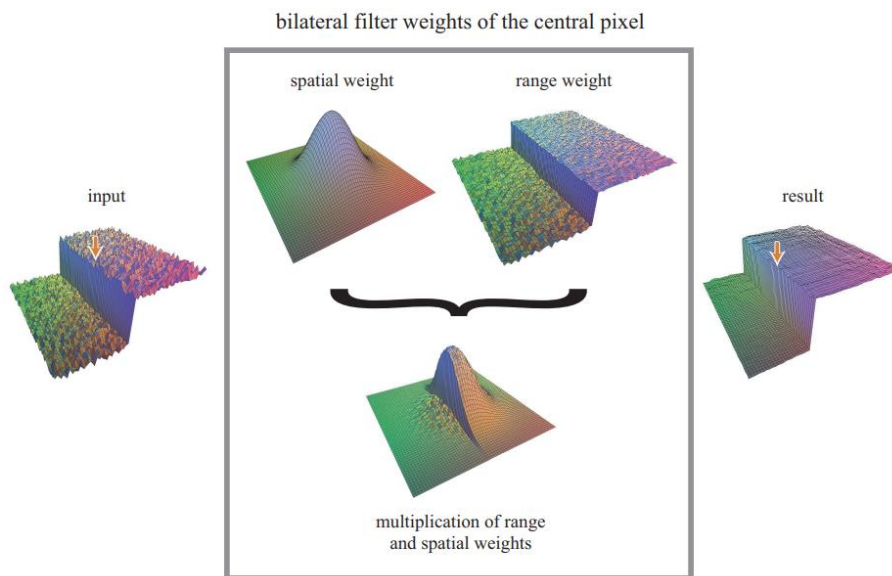 bilateral filter weights of the central pixel
spatial weight
range weight
input
result
multiplication of range
and spatial weights